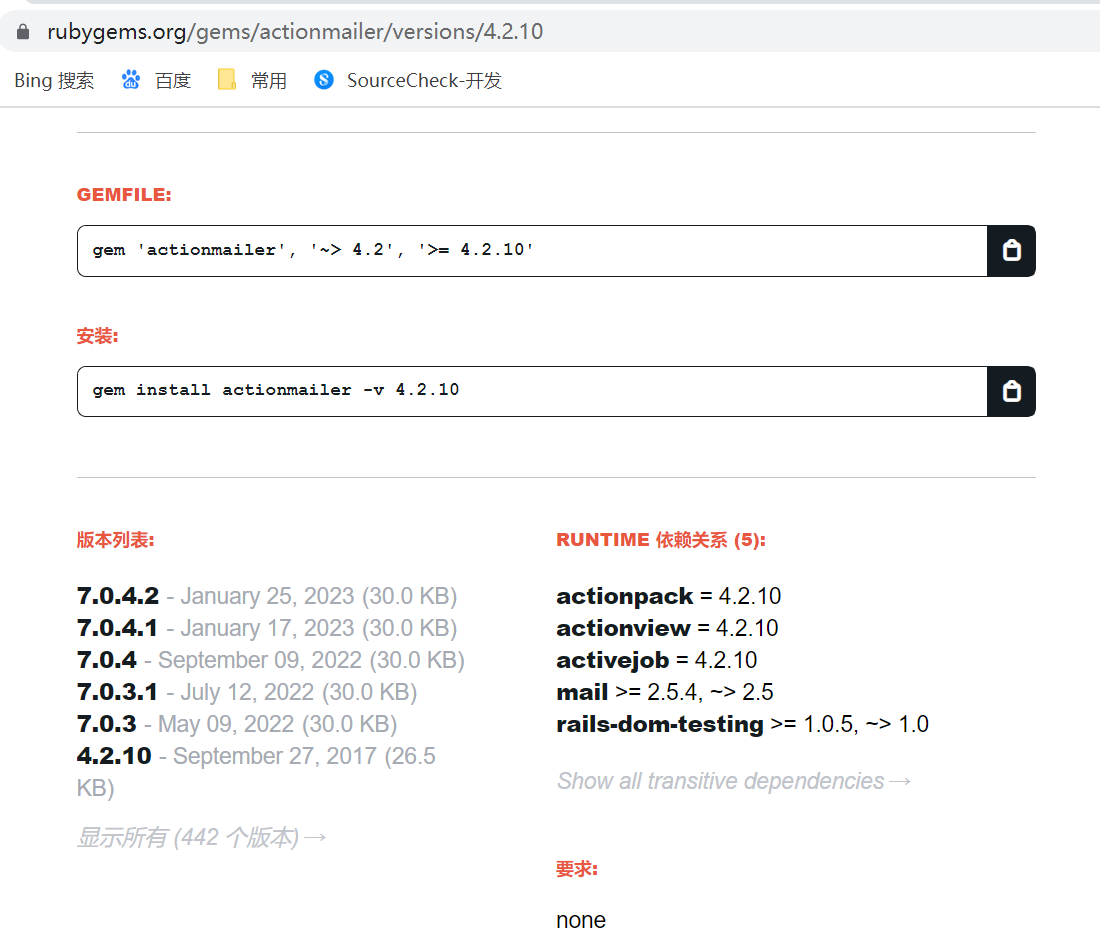 rubygems.org/gems/actionmailer/versions/4.2.10
Bing 搜索 百度 常用 SourceCheck-开发
GEMFILE:
gem 'actionmailer', '~> 4.2', '>= 4.2.10'
安装:
gem install actionmailer -v 4.2.10
版本列表:
7.0.4.2 - January 25, 2023 (30.0 KB)
7.0.4.1 - January 17, 2023 (30.0 KB)
7.0.4 - September 09, 2022 (30.0 KB)
7.0.3.1 - July 12, 2022 (30.0 KB)
7.0.3 - May 09, 2022 (30.0 KB)
4.2.10 - September 27, 2017 (26.5
KB)
显示所有 (442 个版本) →
RUNTIME 依赖关系 (5):
actionpack = 4.2.10
actionview = 4.2.10
activejob = 4.2.10
mail >= 2.5.4, ~> 2.5
rails-dom-testing >= 1.0.5, ~> 1.0
Show all transitive dependencies →
要求:
none